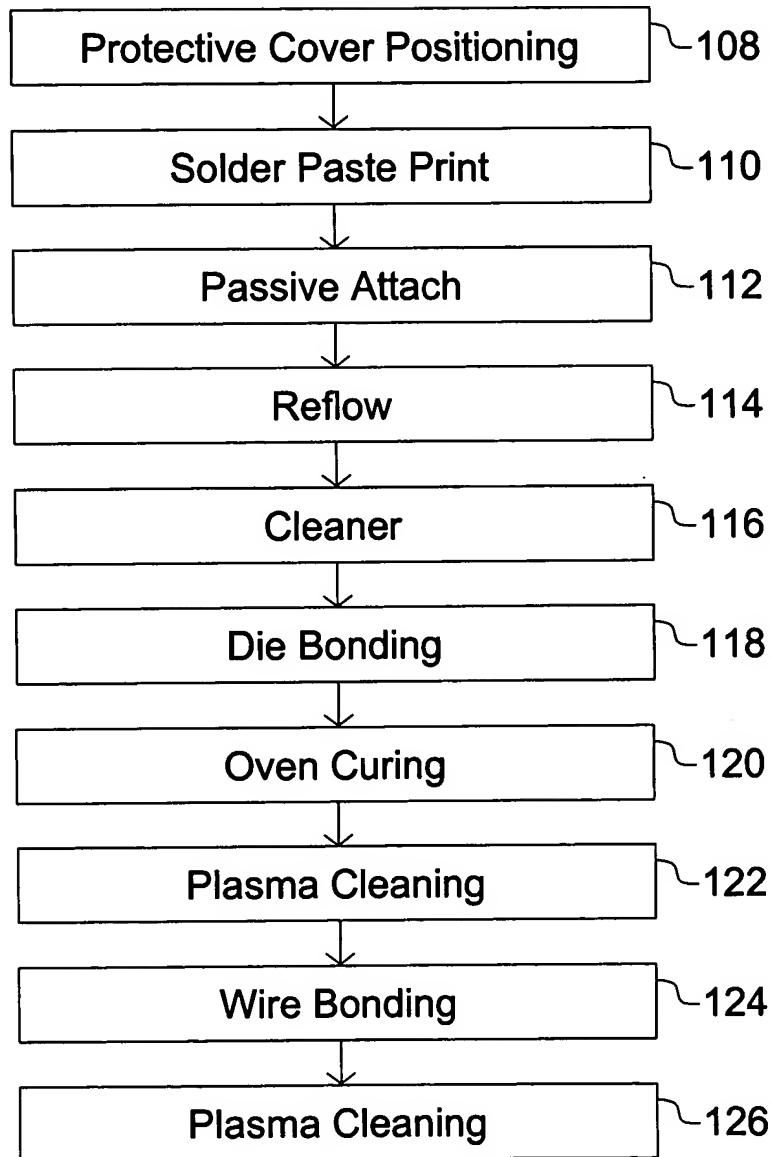 Protective Cover Positioning 108
Solder Paste Print 110
Passive Attach 112
Reflow 114
Cleaner 116
Die Bonding 118
Oven Curing 120
Plasma Cleaning 122
Wire Bonding 124
Plasma Cleaning 126